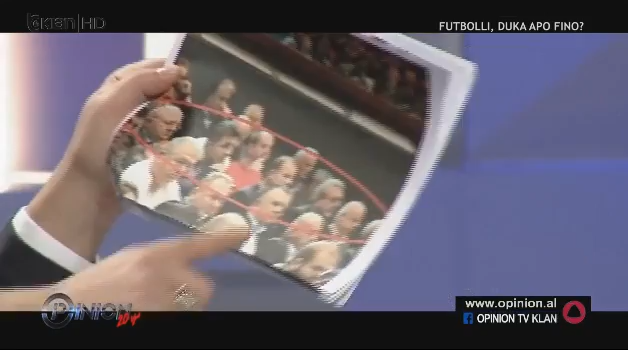 klan HD
FUTBOLLI, DUKA APO FINO?
OPINION
www.opinion.al
OPINION TV KLAN